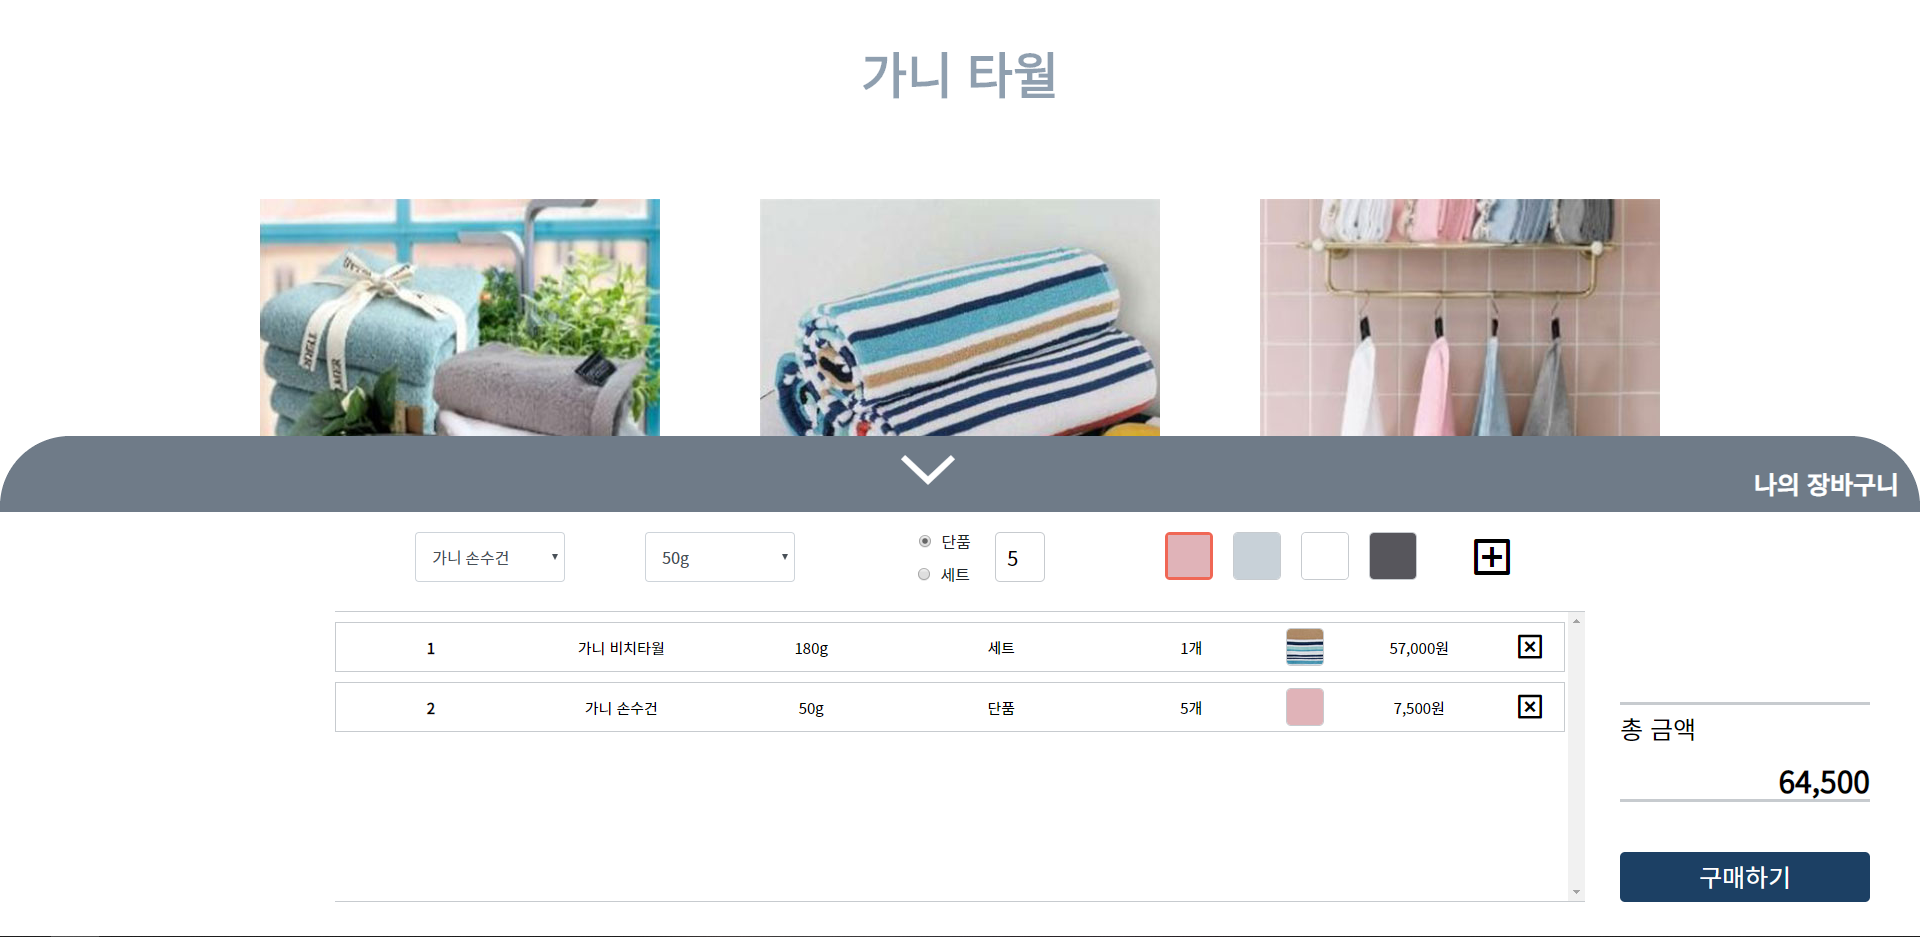 가니 타월
나의 장바구니
가니 손수건 50g 단품 5
세트
1 가니 비치타월 180g 세트 1개 57,000원
2 가니 손수건 50g 단품 5개 7,500원
총 금액
64,500
구매하기